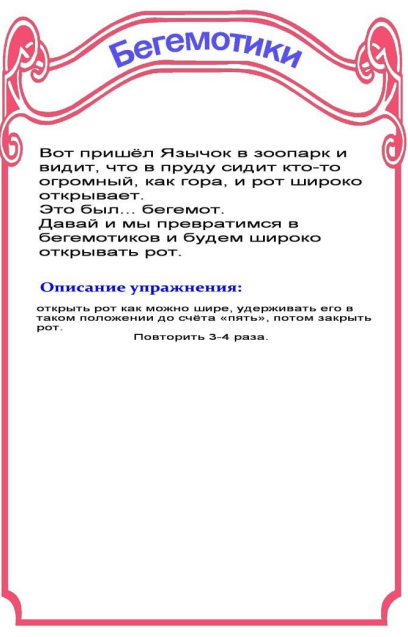 Бегемотики
Вот пришёл Язычок в зоопарк и
видит, что в пруду сидит кто-то
огромный, как гора, и рот широко
открывает.
Это был... бегемот.
Давай и мы превратимся в
бегемотиков и будем широко
открывать рот.
Описание упражнения:
открыть рот как можно шире, удерживать его в
таком положении до счёта «пять», потом закрыть
рот.
Повторить 3-4 раза.